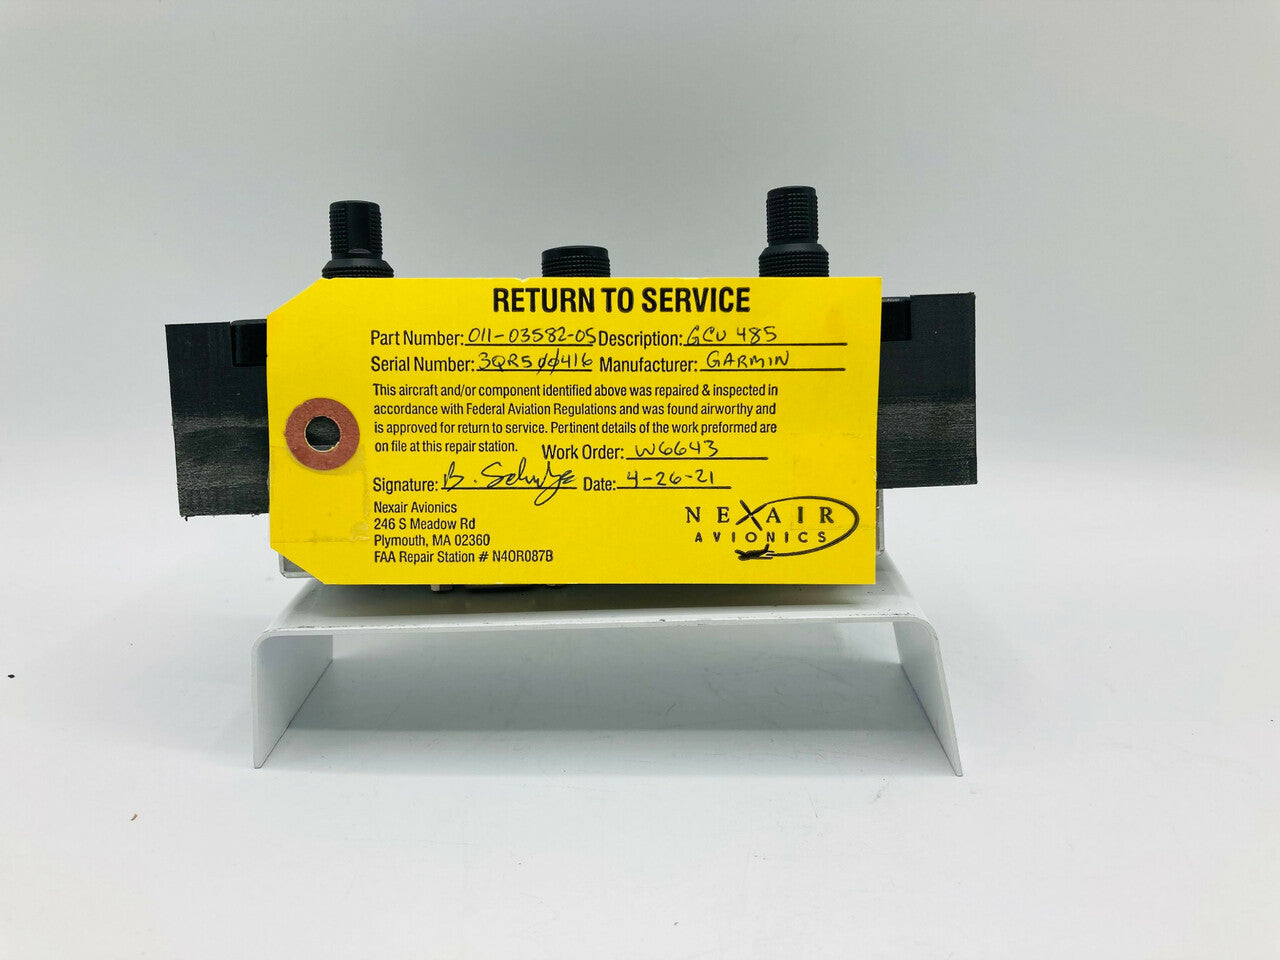 RETURN TO SERVICE
Part Number: 011-03582-05 Description: GCU 485
Serial Number: 3QR500416 Manufacturer: GARMIN
This aircraft and/or component identified above was repaired & inspected in
accordance with Federal Aviation Regulations and was found airworthy and
is approved for return to service. Pertinent details of the work preformed are
on file at this repair station. Work Order: W6643
Signature: B. Date: 4-26-21
Nexair Avionics
246 S Meadow Rd
Plymouth, MA 02360
FAA Repair Station # N4OR087B
NEXAIR
AVIONICS